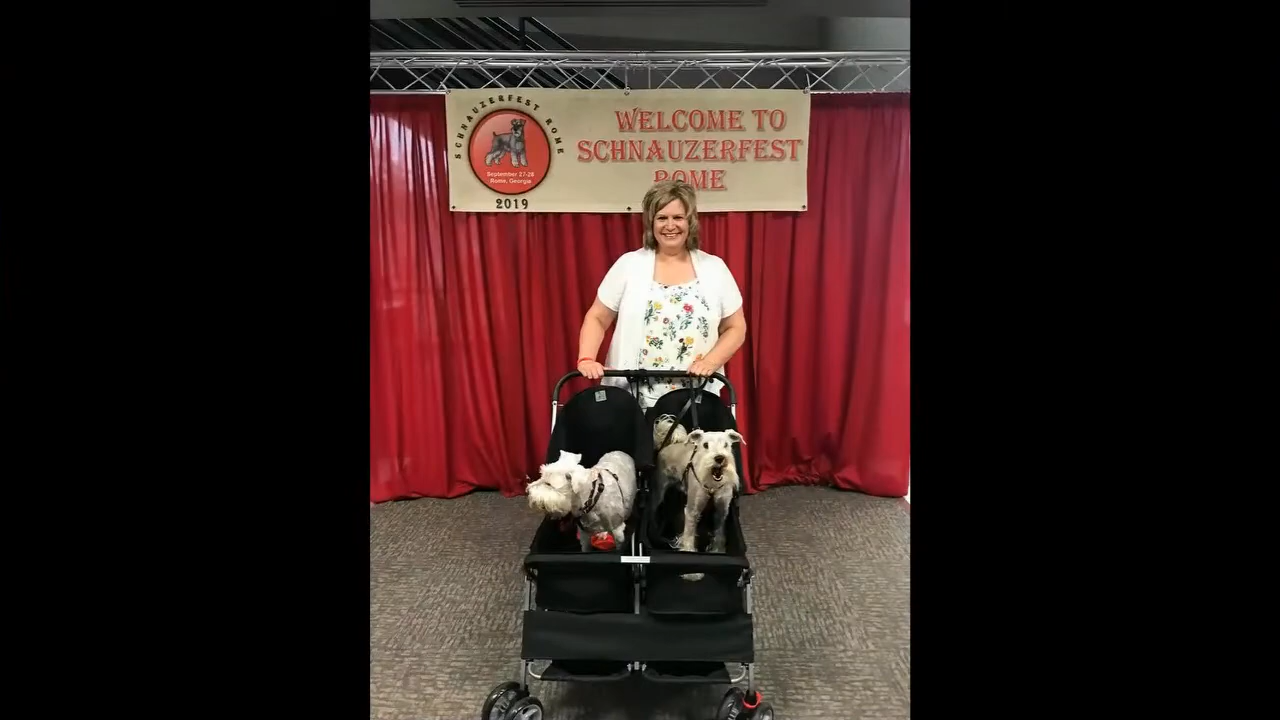 SCHNAUZERFEST ROME
September 27-28
Rome, Georgia
2019
WELCOME TO
SCHNAUZERFEST
ROME